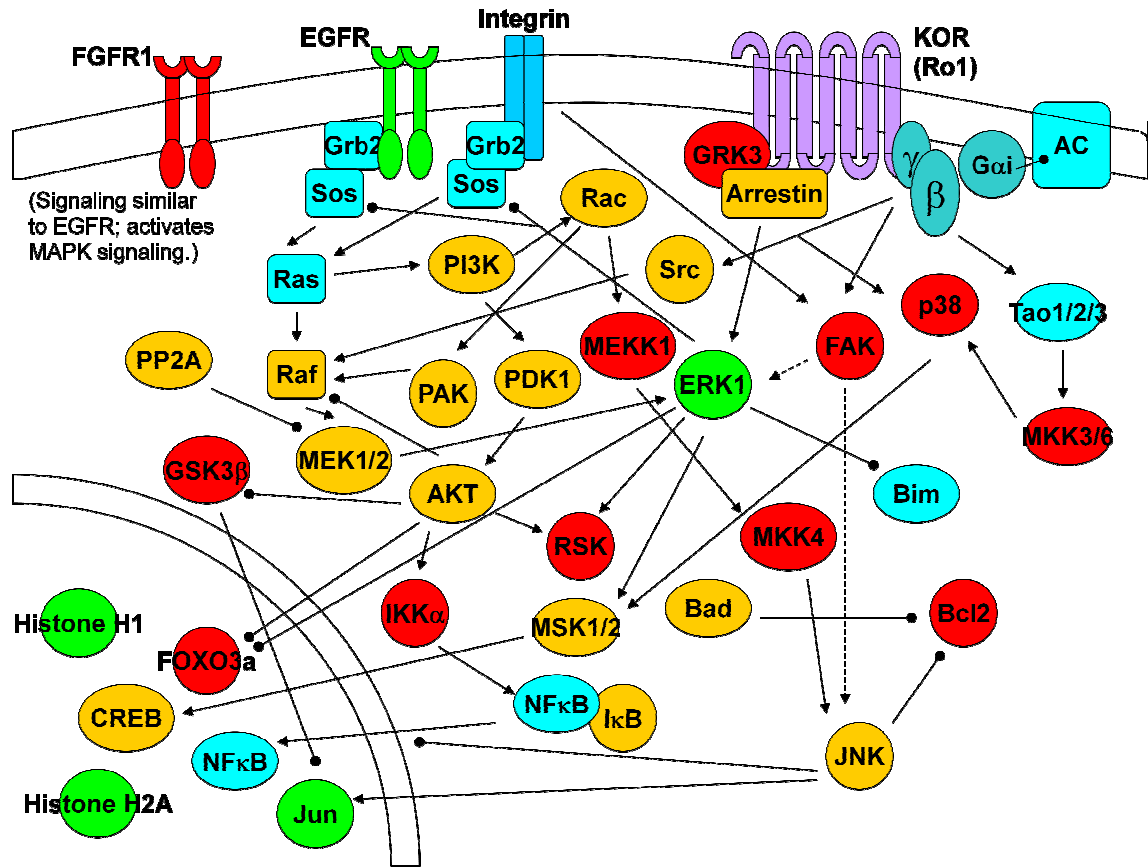 Integrin
EGFR
KOR
(Ro1)
FGFR1
Grb2
Grb2
GRK3
γ
Gαi
AC
Sos
Sos
Rac
Arrestin
β
(Signaling similar
to EGFR; activates
MAPK signaling.)
Ras
PI3K
Src
p38
Tao1/2/3
PP2A
Raf
PAK
PDK1
MEKK1
ERK1
FAK
MKK3/6
GSK3β
MEK1/2
AKT
Bim
RSK
MKK4
Histone H1
FOXO3a
IKKα
MSK1/2
Bad
Bcl2
CREB
NFκB
IκB
NFκB
JNK
Histone H2A
Jun